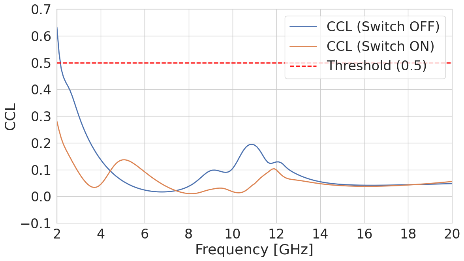 0.7
0.6
0.5
0.4
0.3
0.2
0.1
0.0
−0.1
CCL
CCL (Switch OFF)
CCL (Switch ON)
Threshold (0.5)
2 4 6 8 10 12 14 16 18 20
Frequency [GHz]